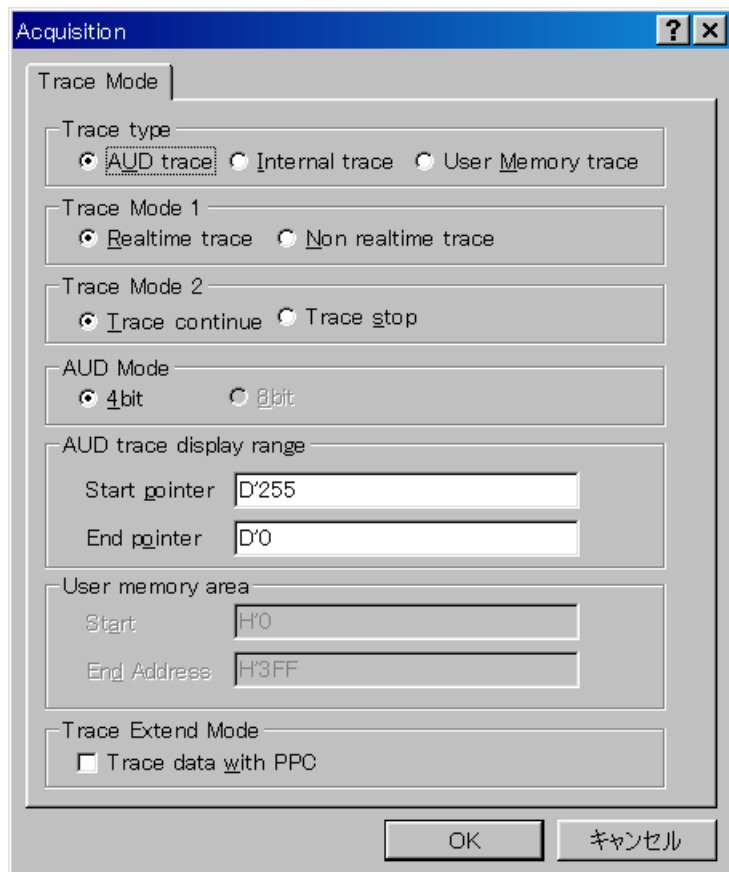 Acquisition
Trace Mode
Trace type
AUD trace Internal trace User Memory trace
Trace Mode 1
Realtime trace Non realtime trace
Trace Mode 2
Trace continue Trace stop
AUD Mode
4bit 8bit
AUD trace display range
Start pointer D'255
End pointer D'0
User memory area
Start H'0
End Address H'3FF
Trace Extend Mode
Trace data with PPC
OK キャンセル